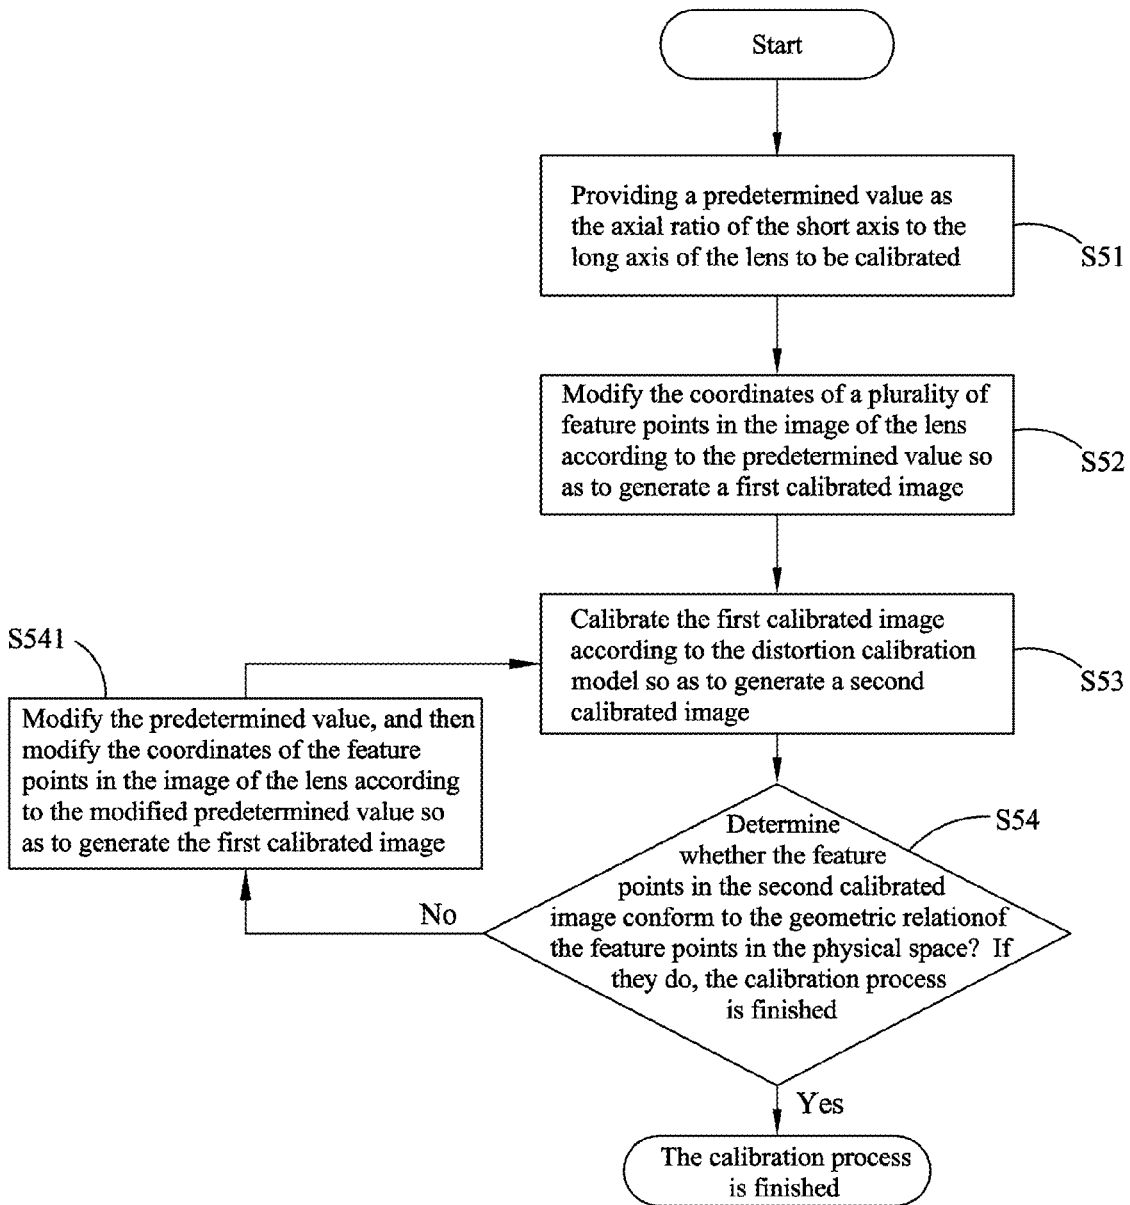 Start
Providing a predetermined value as
the axial ratio of the short axis to the
long axis of the lens to be calibrated
S51
Modify the coordinates of a plurality of
feature points in the image of the lens
according to the predetermined value so
as to generate a first calibrated image
S52
Calibrate the first calibrated image
according to the distortion calibration
model so as to generate a second
calibrated image
S53
S541
Modify the predetermined value, and then
modify the coordinates of the feature
points in the image of the lens according
to the modified predetermined value so
as to generate the first calibrated image
Determine
whether the feature
points in the second calibrated
image conform to the geometric relationof
the feature points in the physical space? If
they do, the calibration process
is finished
S54
No
Yes
The calibration process
is finished